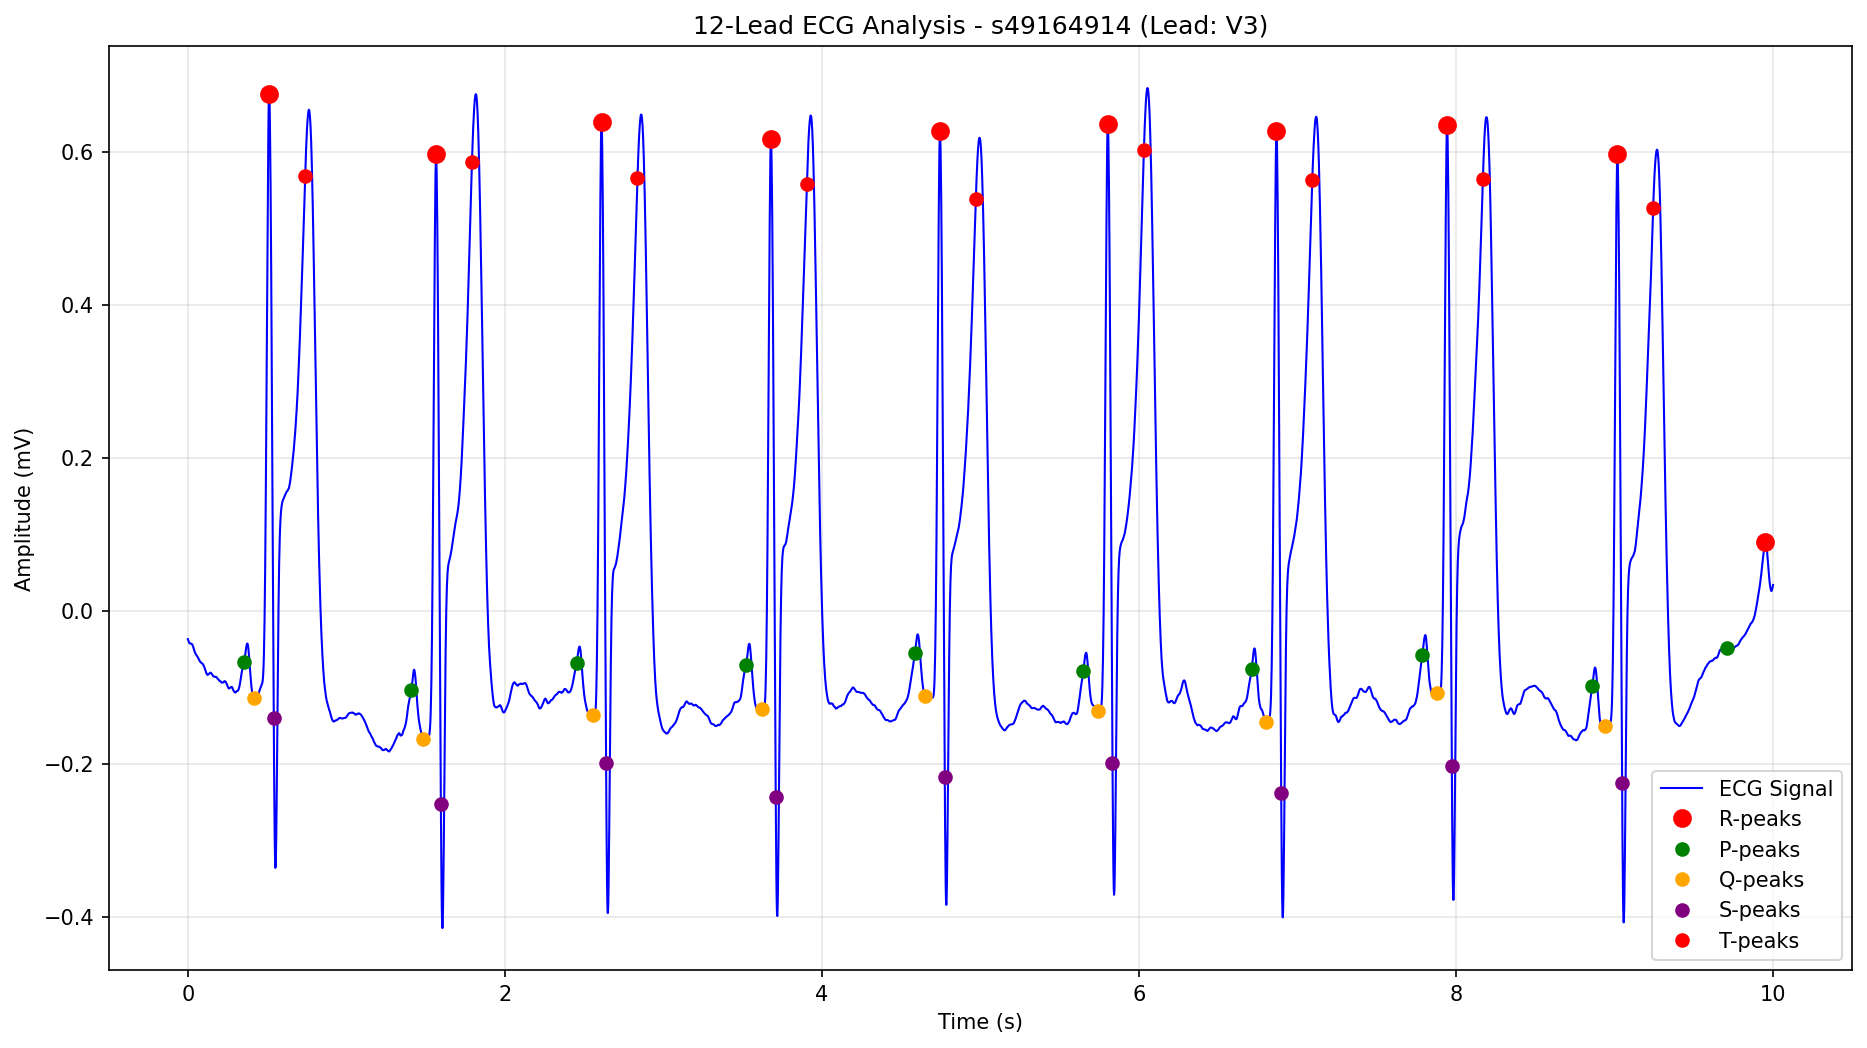 12-Lead ECG Analysis - s49164914 (Lead: V3)
Amplitude (mV)
0.6
0.4
0.2
0.0
−0.2
−0.4
0 2 4 6 8 10
Time (s)
ECG Signal
R-peaks
P-peaks
Q-peaks
S-peaks
T-peaks